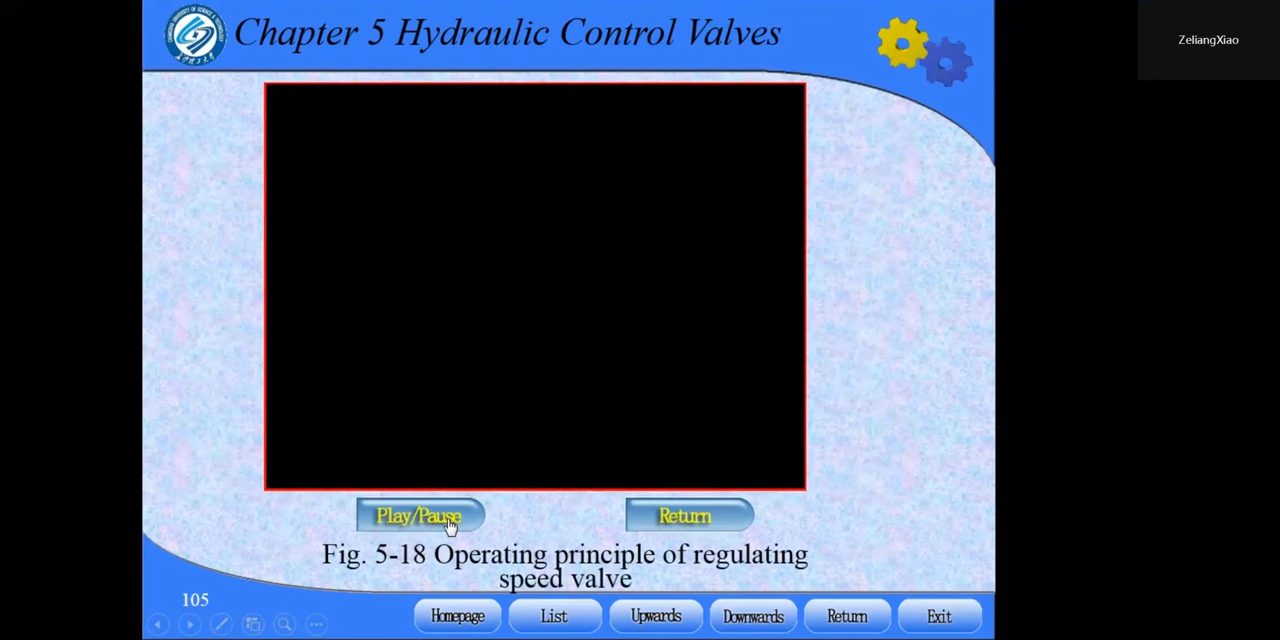 Chapter 5 Hydraulic Control Valves
ZeliangXiao
Play/Pause
Return
Fig. 5-18 Operating principle of regulating
speed valve
105
Homepage
List
Upwards
Downwards
Return
Exit